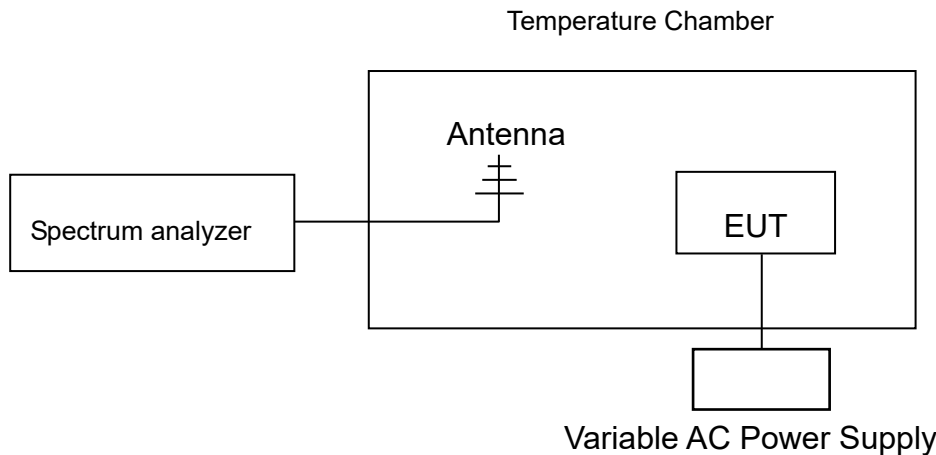 Temperature Chamber
Antenna
Spectrum analyzer
EUT
Variable AC Power Supply